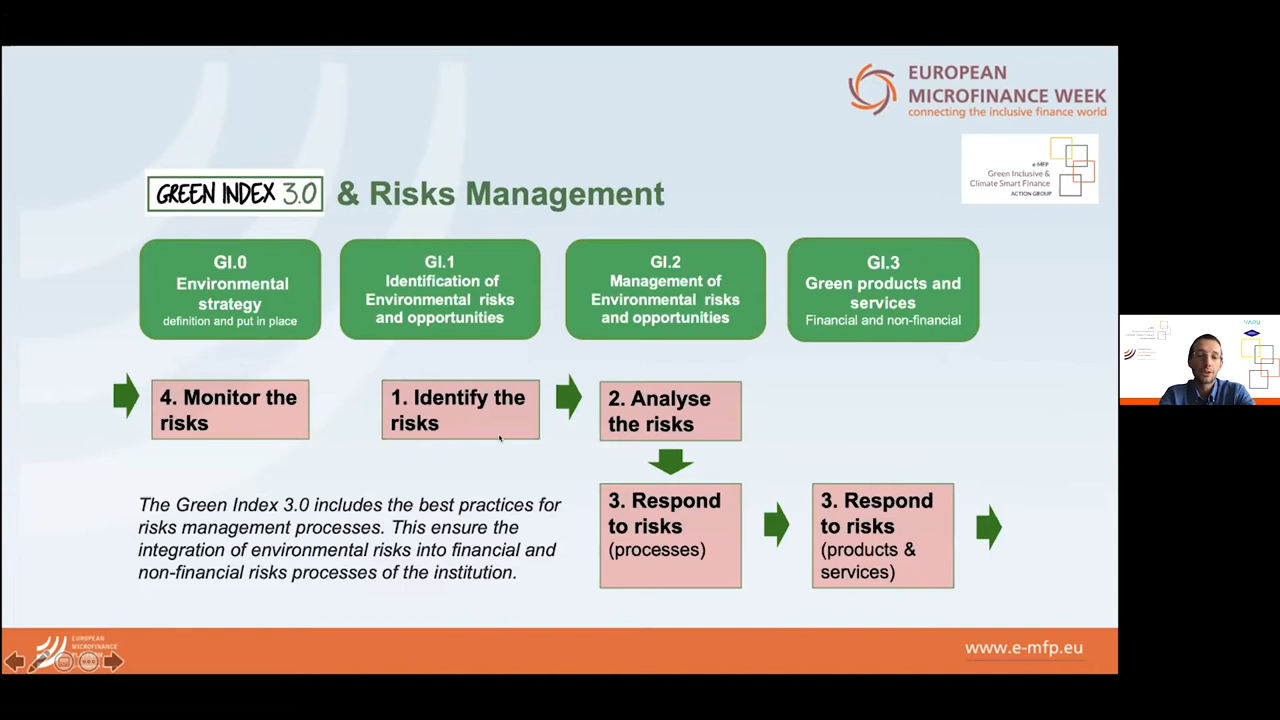 EUROPEAN
MICROFINANCE WEEK
connecting the inclusive finance world
e-MFP
Green Inclusive &
Climate Smart Finance
ACTION GROUP
GREEN INDEX 3.0 & Risks Management
GI.0
Environmental
strategy
definition and put in place
GI.1
Identification of
Environmental risks
and opportunities
GI.2
Management of
Environmental risks
and opportunities
GI.3
Green products and
services
Financial and non-financial
4. Monitor the
risks
1. Identify the
risks
2. Analyse
the risks
3. Respond
to risks
(processes)
3. Respond
to risks
(products &
services)
The Green Index 3.0 includes the best practices for
risks management processes. This ensure the
integration of environmental risks into financial and
non-financial risks processes of the institution.
EUROPEAN
MICROFINANCE
www.e-mfp.eu